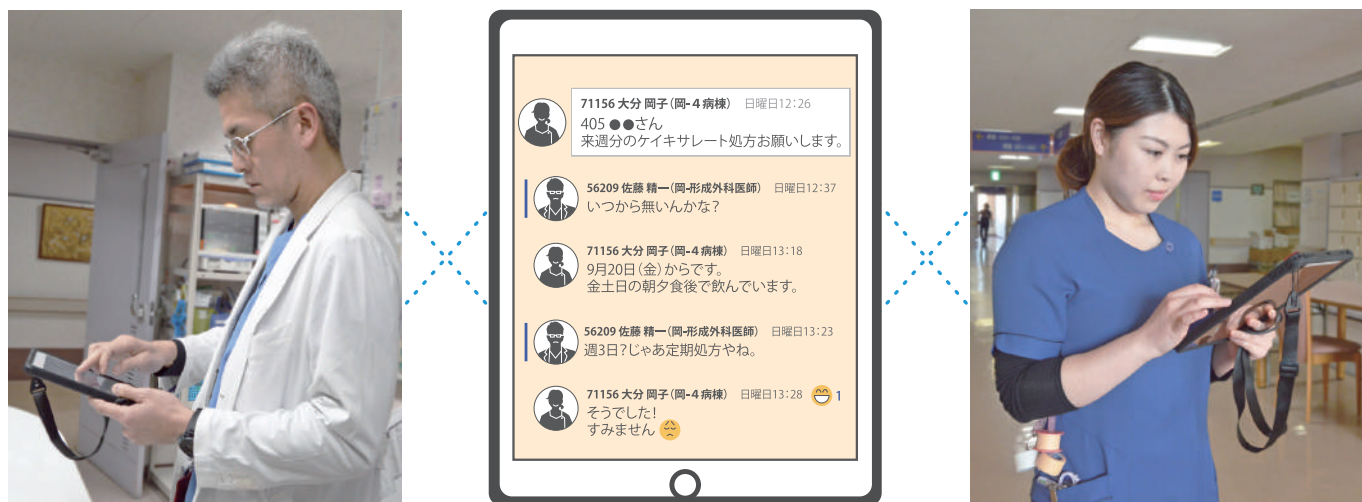 71156 大分 岡子(岡-4病棟) 日曜日12:26
405 ●●さん
来週分のケイキサレート処方お願いします。
56209 佐藤 精一(岡-形成外科医師) 日曜日12:37
いつから無いんかな?
71156 大分 岡子(岡-4病棟) 日曜日13:18
9月20日(金)からです。
金土日の朝夕食後で飲んでいます。
56209 佐藤 精一(岡-形成外科医師) 日曜日13:23
週3日?じゃあ定期処方やね。
71156 大分 岡子(岡-4病棟) 日曜日13:28 😄 1
そうでした!
すみません 😞